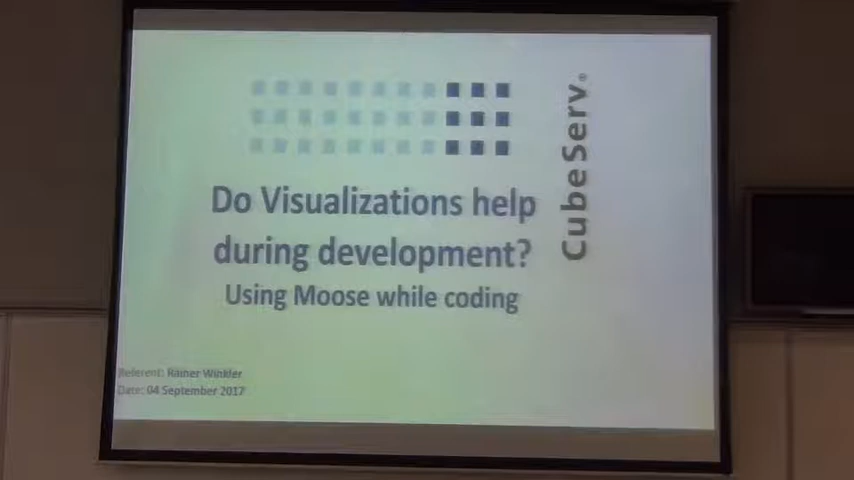 CubeServ®
Do Visualizations help
during development?
Using Moose while coding
Referent: Rainer Winkler
Date: 04 September 2017